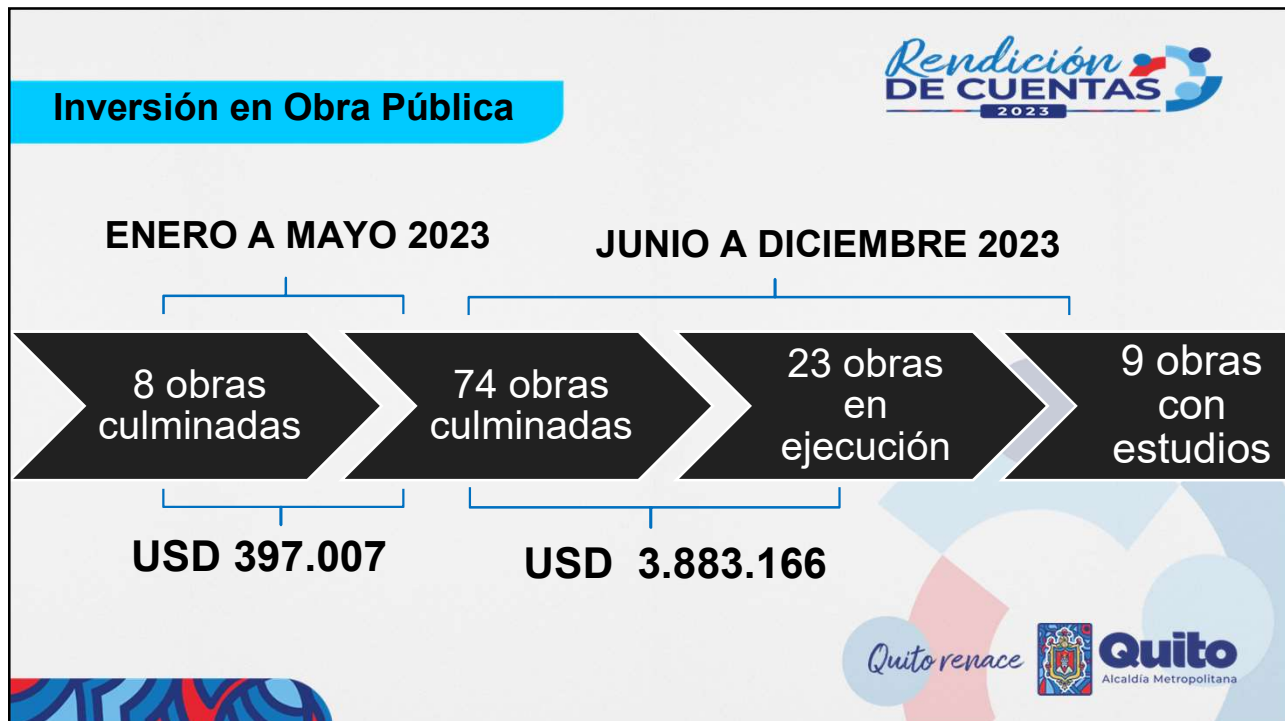 Inversión en Obra Pública
Rendición
DE CUENTAS
2023
ENERO A MAYO 2023
JUNIO A DICIEMBRE 2023
8 obras
culminadas
74 obras
culminadas
23 obras
en
ejecución
9 obras
con
estudios
USD 397.007
USD 3.883.166
Quito renace
Quito
Alcaldía Metropolitana